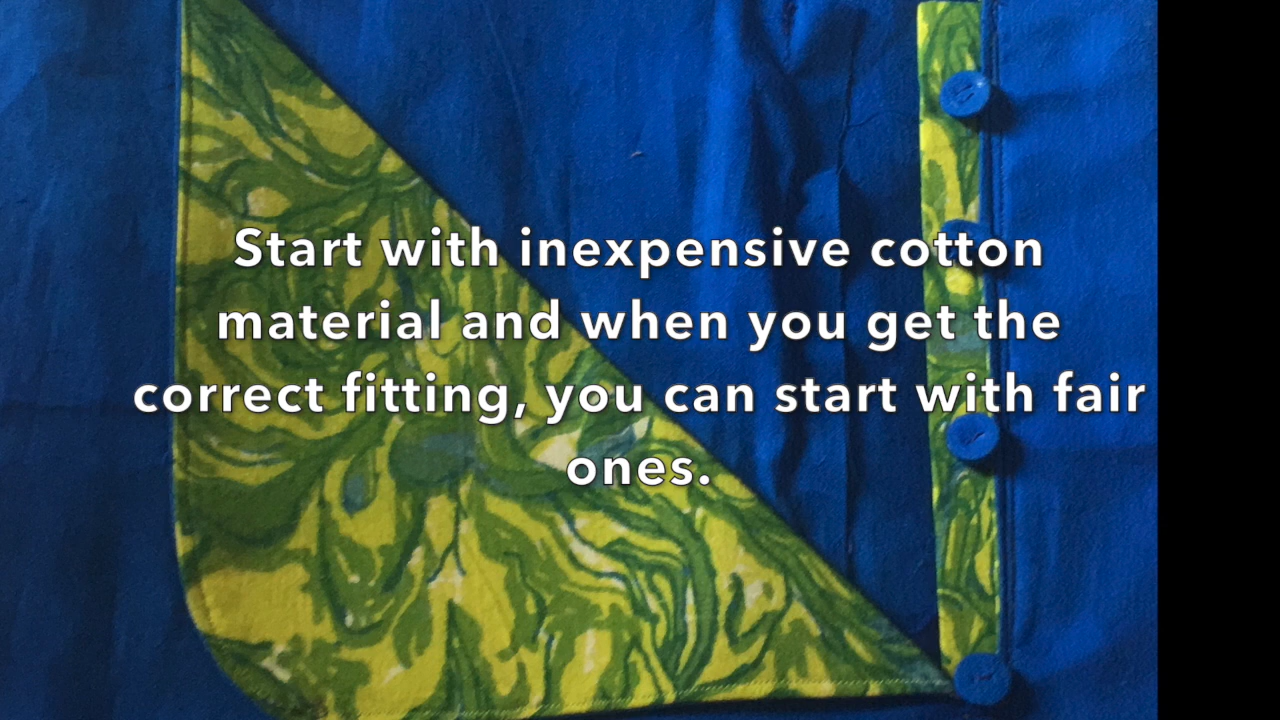 Start with inexpensive cotton
material and when you get the
correct fitting, you can start with fair
ones.